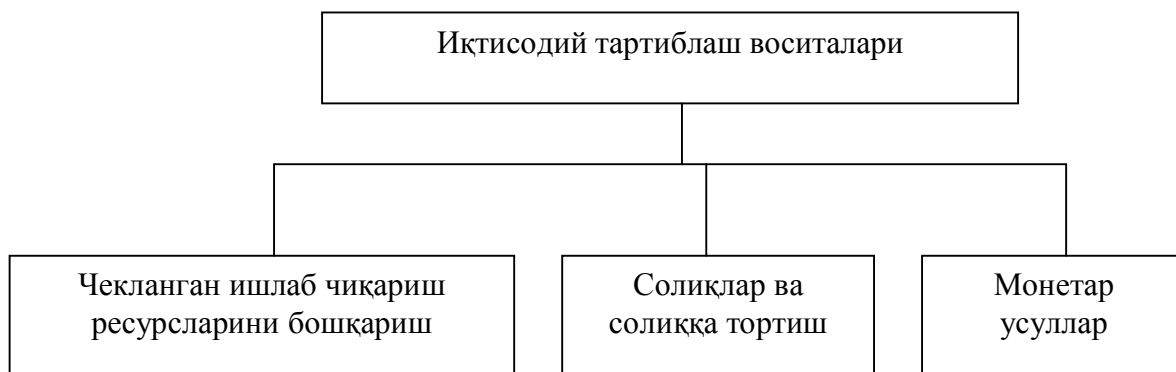 Иқтисодий тартиблаш воситалари
Чекланган ишлаб чиқариш
ресурсларини бошқариш
Солиқлар ва
солиққа тортиш
Монетар
усуллар